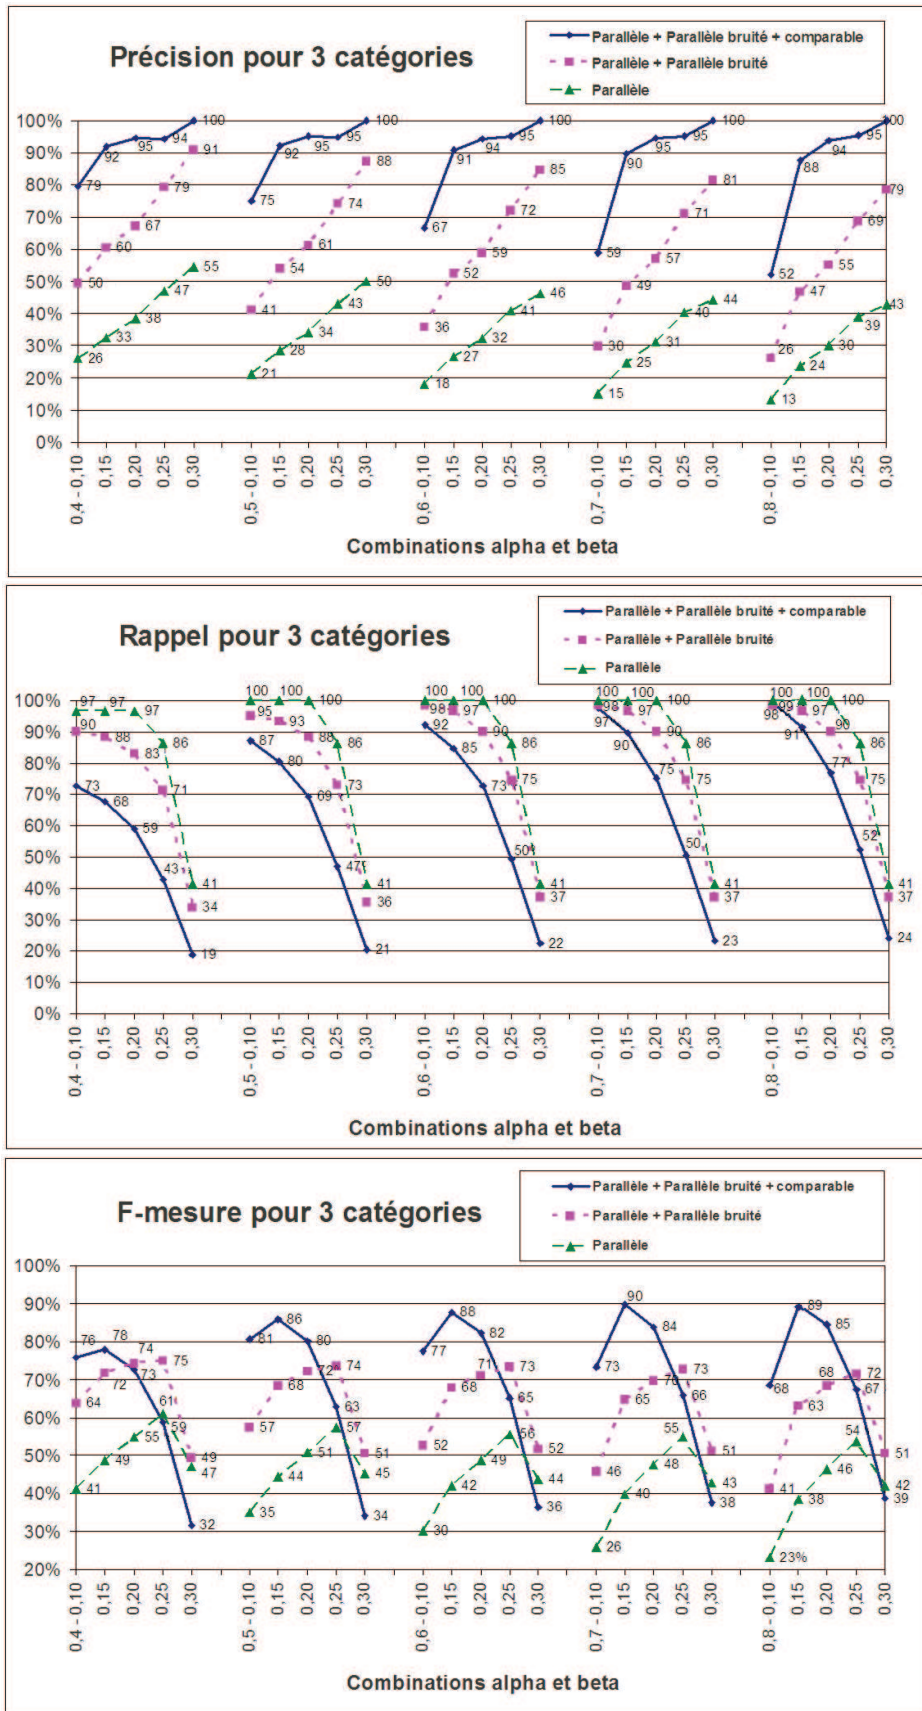 Précision pour 3 catégories
Parallèle + Parallèle bruité + comparable
Parallèle + Parallèle bruité
Parallèle
100%
90%
80%
70%
60%
50%
40%
30%
20%
10%
0%
79 92 95 94 100
50 60 67 79 91
26 33 38 47 55
75 92 95 95 100
41 54 61 74 88
21 28 34 43 50
67 91 94 95 100
36 52 59 72 85
18 27 32 41 46
59 90 95 95 100
30 49 57 71 81
15 25 31 40 44
52 88 94 95 100
26 47 55 69 79
13 24 30 39 43
0,4 - 0,10 0,15 0,20 0,25 0,30
0,5 - 0,10 0,15 0,20 0,25 0,30
0,6 - 0,10 0,15 0,20 0,25 0,30
0,7 - 0,10 0,15 0,20 0,25 0,30
0,8 - 0,10 0,15 0,20 0,25 0,30
Combinations alpha et beta
Rappel pour 3 catégories
Parallèle + Parallèle bruité + comparable
Parallèle + Parallèle bruité
Parallèle
100%
90%
80%
70%
60%
50%
40%
30%
20%
10%
0%
97 97 97 86 41
90 88 83 71 34
73 68 59 43 19
100 100 100 86 41
95 93 88 73 36
87 80 69 47 21
100 100 100 86 41
98 97 90 75 37
92 85 73 50 22
100 100 100 86 41
98 97 90 75 37
97 90 75 50 23
100 100 100 86 41
99 97 90 75 37
98 91 77 52 24
0,4 - 0,10 0,15 0,20 0,25 0,30
0,5 - 0,10 0,15 0,20 0,25 0,30
0,6 - 0,10 0,15 0,20 0,25 0,30
0,7 - 0,10 0,15 0,20 0,25 0,30
0,8 - 0,10 0,15 0,20 0,25 0,30
Combinations alpha et beta
F-mesure pour 3 catégories
Parallèle + Parallèle bruité + comparable
Parallèle + Parallèle bruité
Parallèle
100%
90%
80%
70%
60%
50%
40%
30%
20%
76 78 73 59 32
64 72 74 75 49
41 49 55 61 47
81 86 80 63 34
57 68 72 74 51
35 44 51 57 45
77 88 82 65 36
52 68 71 73 52
30 42 49 56 44
73 90 84 66 38
46 65 70 73 51
26 40 48 55 43
68 89 85 67 39
41 63 68 72 51
23% 38 46 54 42
0,4 - 0,10 0,15 0,20 0,25 0,30
0,5 - 0,10 0,15 0,20 0,25 0,30
0,6 - 0,10 0,15 0,20 0,25 0,30
0,7 - 0,10 0,15 0,20 0,25 0,30
0,8 - 0,10 0,15 0,20 0,25 0,30
Combinations alpha et beta